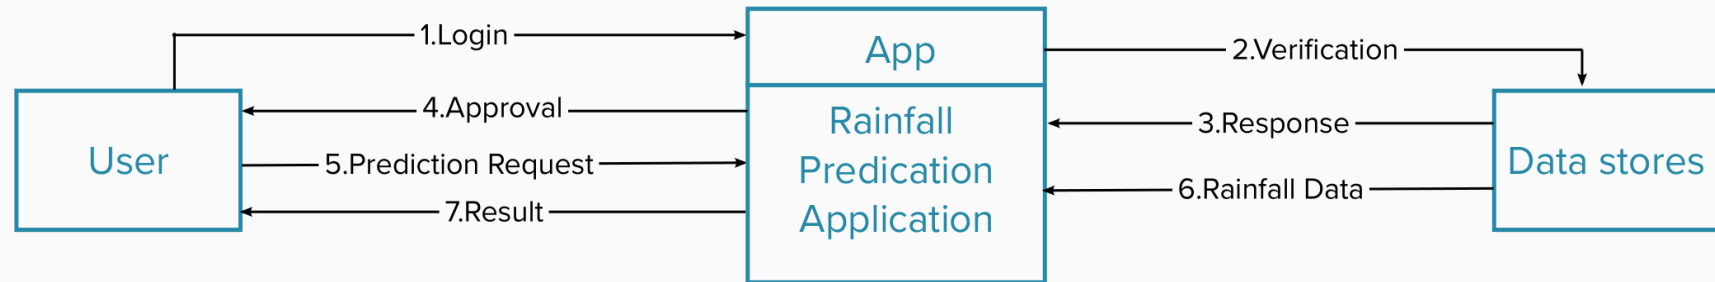 1.Login
App
2.Verification
4.Approval
Rainfall
3.Response
User
5.Prediction Request
Predication
Data stores
6.Rainfall Data
7.Result
Application